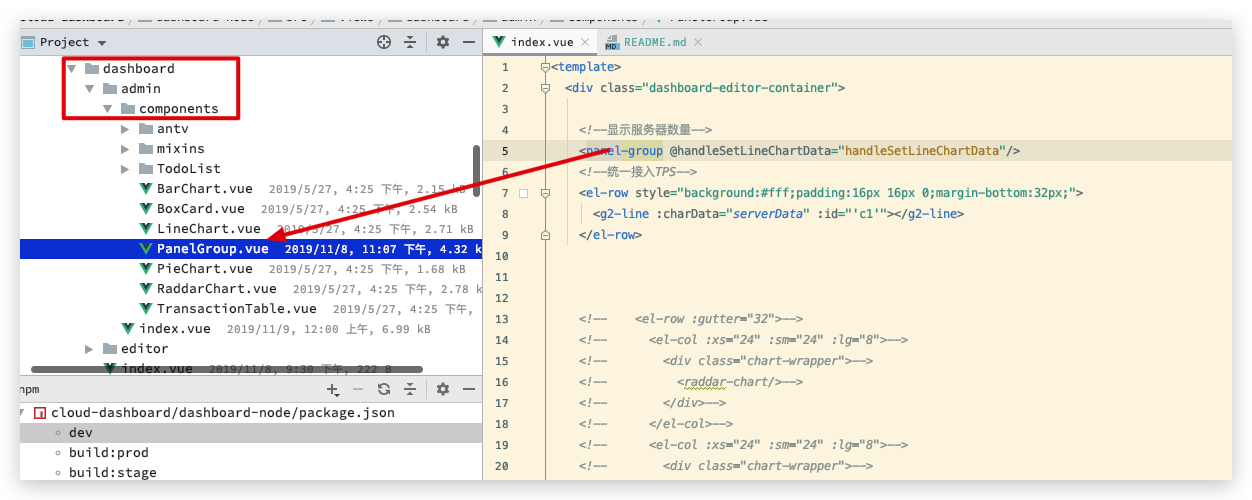 Project
dashboard
admin
components
antv
mixins
TodoList
BarChart.vue 2019/5/27, 4:25 下午, 2.15 kB
BoxCard.vue 2019/5/27, 4:25 下午, 2.54 kB
LineChart.vue 2019/5/27, 4:25 下午, 2.71 kB
PanelGroup.vue 2019/11/8, 11:07 下午, 4.32 k
PieChart.vue 2019/5/27, 4:25 下午, 1.68 kB
RaddarChart.vue 2019/5/27, 4:25 下午, 2.78 k
TransactionTable.vue 2019/5/27, 4:25 下午,
index.vue 2019/11/9, 12:00 上午, 6.99 kB
editor
index.vue 2019/11/8, 9:30 下午, 222 B
npm
cloud-dashboard/dashboard-node/package.json
dev
build:prod
build:stage
index.vue README.md
1 <template>
2 <div class="dashboard-editor-container">
3
4 <!--显示服务器数量-->
5 <panel-group @handleSetLineChartData="handleSetLineChartData"/>
6 <!--统一接入TPS-->
7 <el-row style="background:#fff;padding:16px 16px 0;margin-bottom:32px;">
8 <g2-line :charData="serverData" :id="'c1'"></g2-line>
9 </el-row>
10
11
12
13 <!-- <el-row :gutter="32">-->
14 <!-- <el-col :xs="24" :sm="24" :lg="8">-->
15 <!-- <div class="chart-wrapper">-->
16 <!-- <raddar-chart/>-->
17 <!-- </div>-->
18 <!-- </el-col>-->
19 <!-- <el-col :xs="24" :sm="24" :lg="8">-->
20 <!-- <div class="chart-wrapper">-->